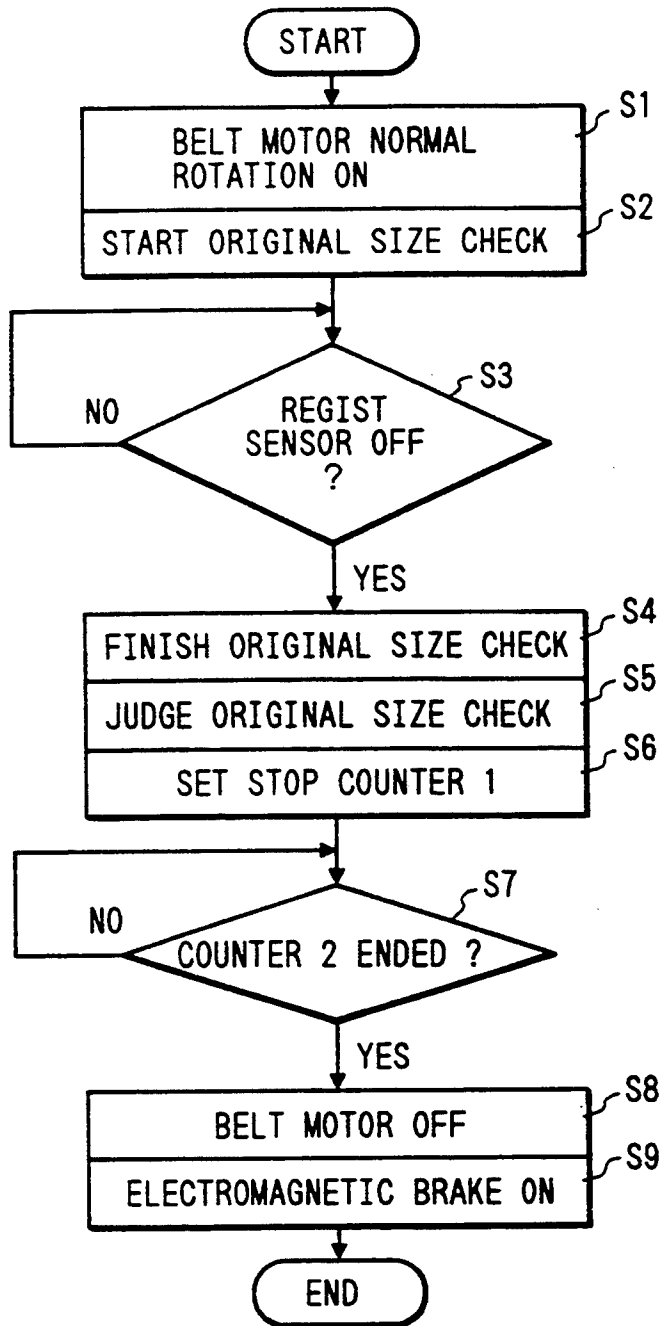 START
S1
BELT MOTOR NORMAL
ROTATION ON
S2
START ORIGINAL SIZE CHECK
S3
NO
REGIST
SENSOR OFF
?
YES
S4
FINISH ORIGINAL SIZE CHECK
S5
JUDGE ORIGINAL SIZE CHECK
S6
SET STOP COUNTER 1
S7
NO
COUNTER 2 ENDED ?
YES
S8
BELT MOTOR OFF
S9
ELECTROMAGNETIC BRAKE ON
END